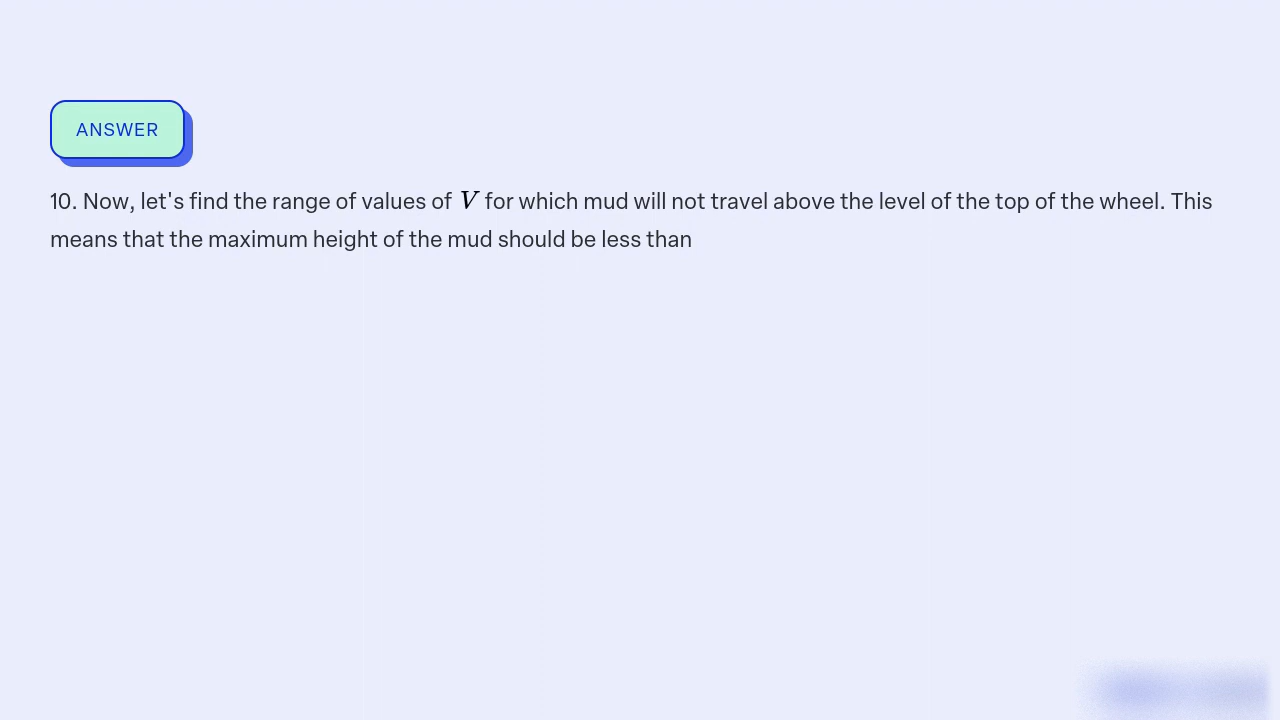 ANSWER
10. Now, let's find the range of values of V for which mud will not travel above the level of the top of the wheel. This
means that the maximum height of the mud should be less than